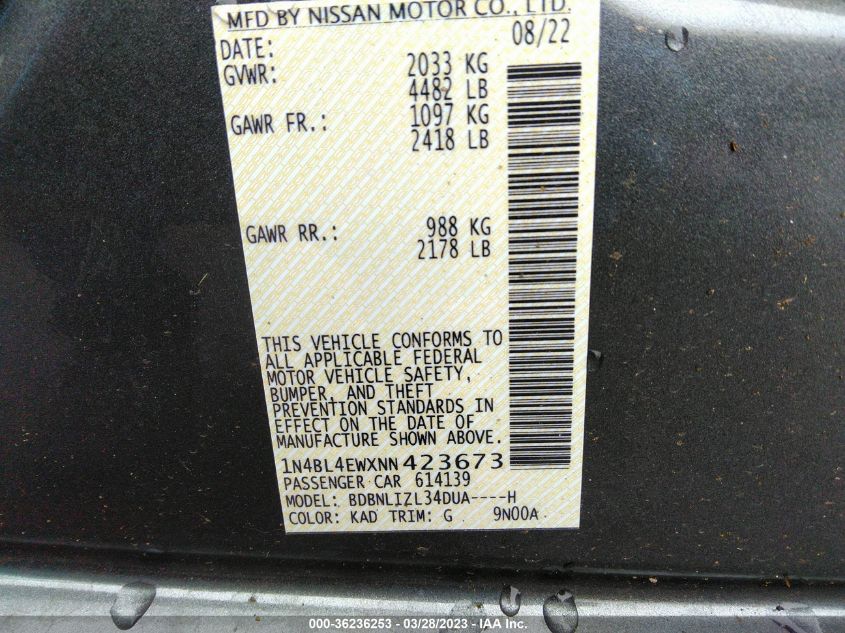 MFD BY NISSAN MOTOR CO., LTD.
DATE: 08/22
GVWR: 2033 KG
4482 LB
GAWR FR.: 1097 KG
2418 LB
GAWR RR.: 988 KG
2178 LB
THIS VEHICLE CONFORMS TO
ALL APPLICABLE FEDERAL
MOTOR VEHICLE SAFETY,
BUMPER, AND THEFT
PREVENTION STANDARDS IN
EFFECT ON THE DATE OF
MANUFACTURE SHOWN ABOVE.
1N4BL4EWXNN423673
PASSENGER CAR 614139
MODEL: BDBNLIZL34DUA----H
COLOR: KAD TRIM: G 9N00A
000-36236253 - 03/28/2023 - IAA Inc.